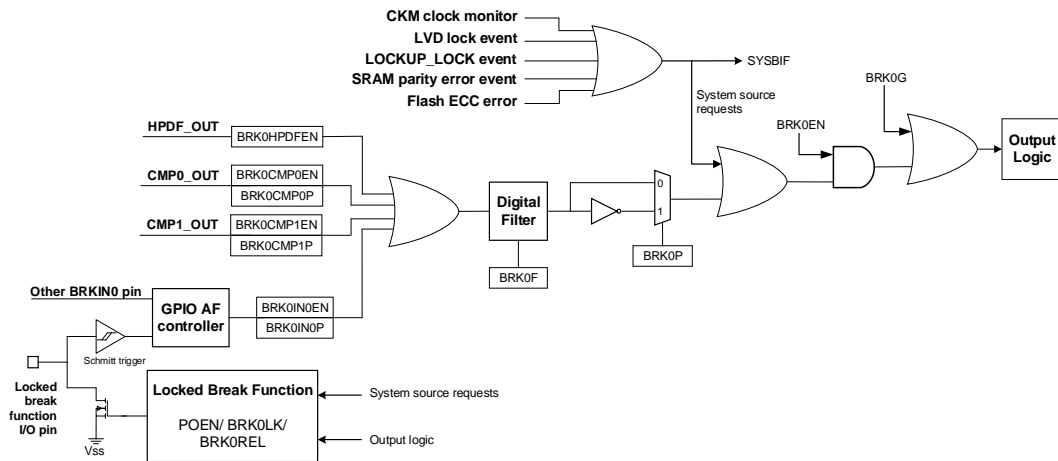 CKM clock monitor
LVD lock event
LOCKUP_LOCK event
SRAM parity error event
Flash ECC error
SYSBIF
System source
requests
BRK0G
BRK0EN
Output
Logic
HPDF_OUT
BRK0HPDFEN
CMP0_OUT
BRK0CMP0EN
BRK0CMP0P
CMP1_OUT
BRK0CMP1EN
BRK0CMP1P
Digital
Filter
0
1
BRK0F
BRK0P
Other BRKIN0 pin
GPIO AF
controller
BRK0IN0EN
BRK0IN0P
Schmitt trigger
Locked
break
function
I/O pin
Vss
Locked Break Function
POEN/ BRK0LK/
BRK0REL
System source requests
Output logic